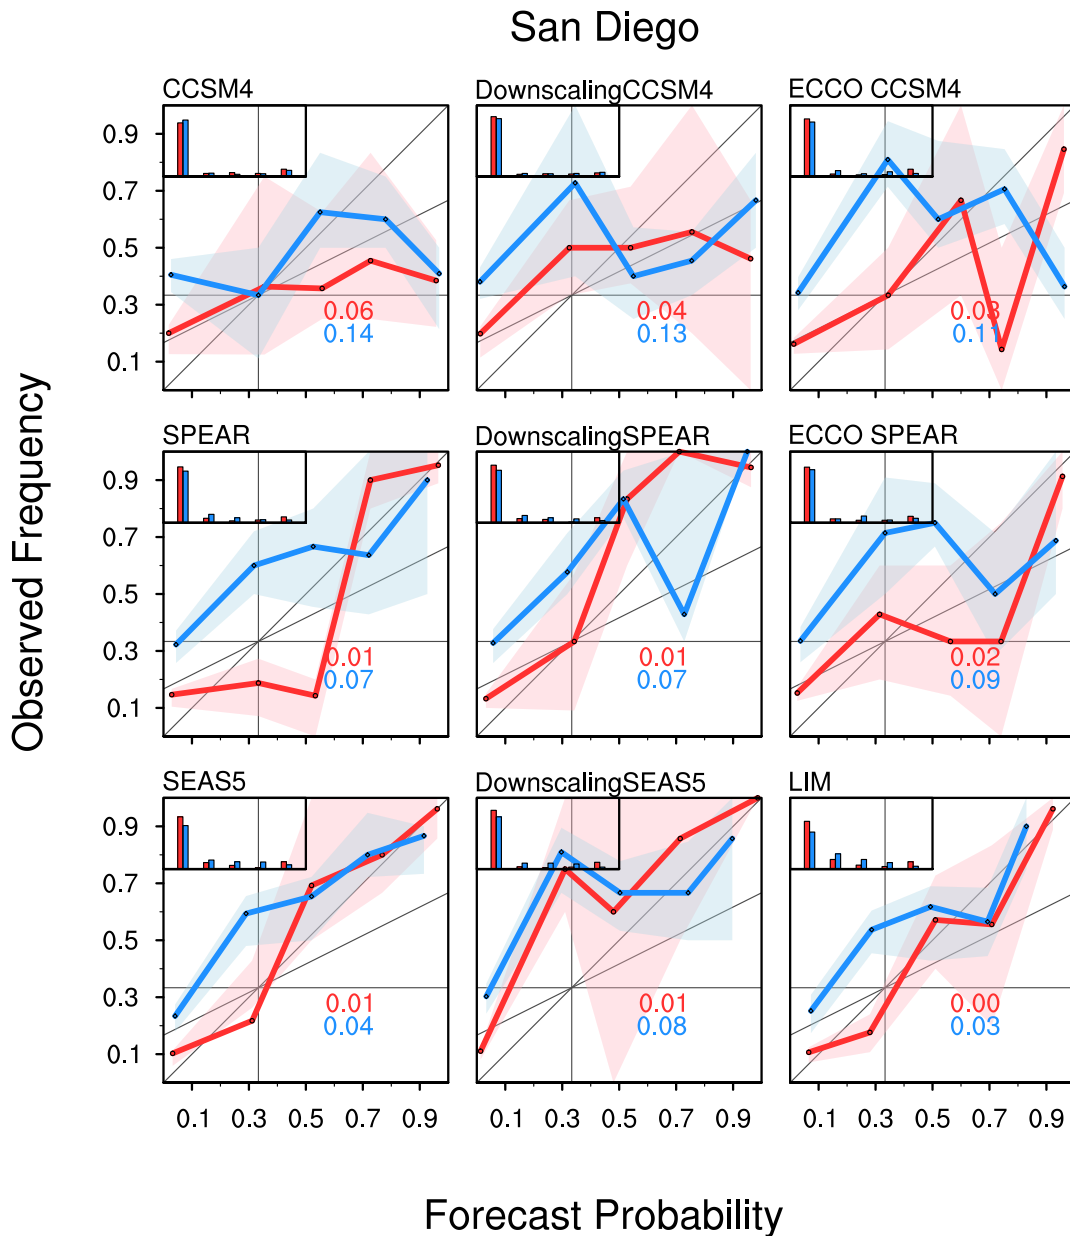 San Diego
CCSM4
DownscalingCCSM4
ECCO CCSM4
0.9
0.7
0.5
0.3
0.1
0.06
0.14
0.04
0.13
0.03
0.11
SPEAR
DownscalingSPEAR
ECCO SPEAR
0.9
0.7
0.5
0.3
0.1
0.01
0.07
0.01
0.07
0.02
0.09
Observed Frequency
SEAS5
DownscalingSEAS5
LIM
0.9
0.7
0.5
0.3
0.1
0.01
0.04
0.01
0.08
0.00
0.03
0.1 0.3 0.5 0.7 0.9
0.1 0.3 0.5 0.7 0.9
0.1 0.3 0.5 0.7 0.9
Forecast Probability